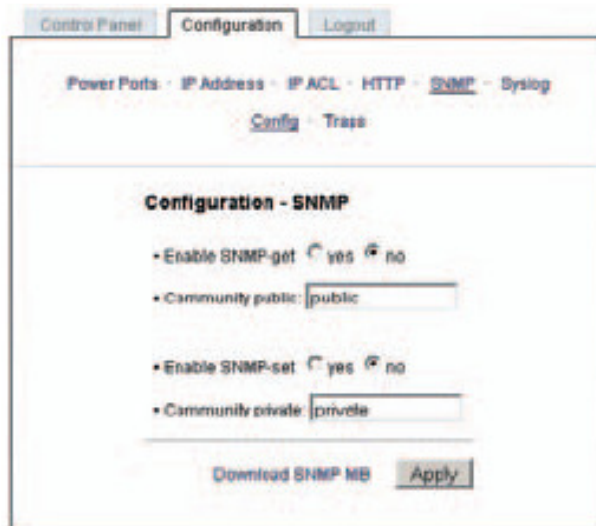 Control Panel Configuration Logout
Power Ports - IP Address - IP ACL - HTTP - SNMP - Syslog
Config - Traps
Configuration - SNMP
• Enable SNMP-get yes no
• Community public: public
• Enable SNMP-set yes no
• Community private: private
Download SNMP MIB Apply